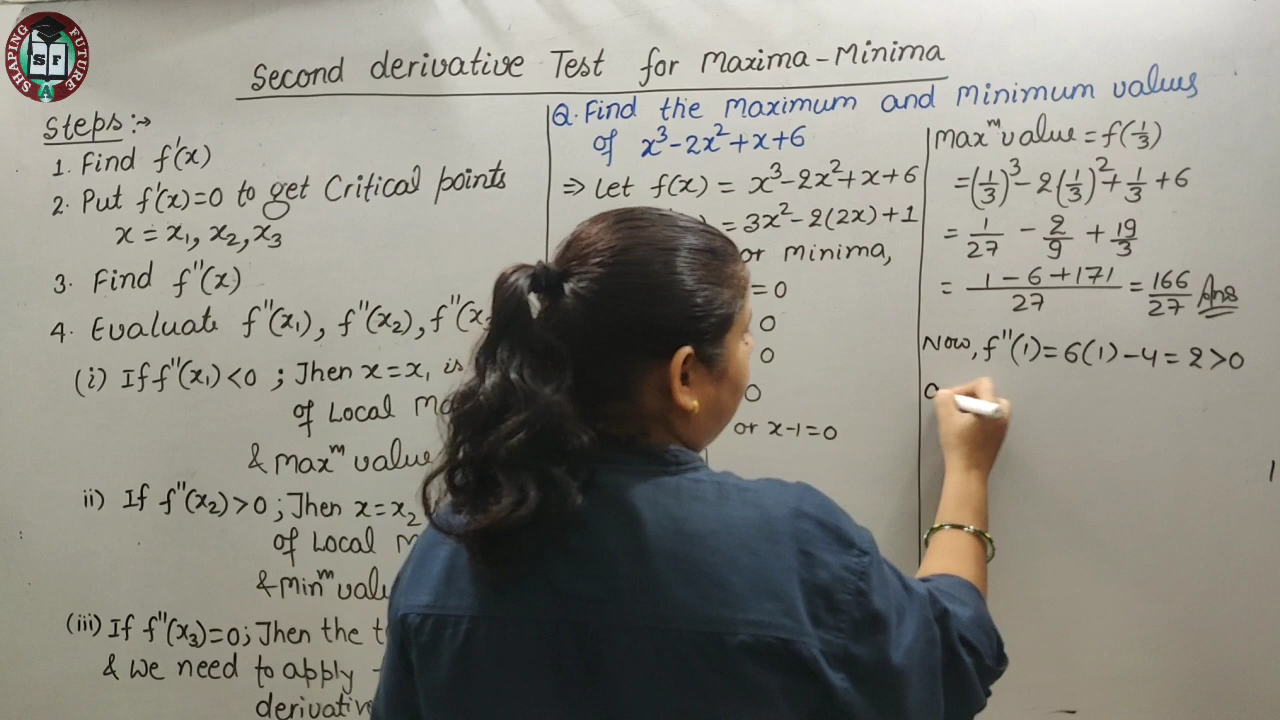 SHAPING FUTURE
S F
Second derivative Test for Maxima-Minima
Steps:→
1. Find f'(x)
2. Put f'(x)=0 to get Critical points
x = x₁, x₂, x₃
3. Find f"(x)
4. Evaluate f"(x₁), f"(x₂), f"(x
(i) If f"(x₁)<0 ; Then x=x₁ is
of Local Ma
& maxᵐ value
ii) If f"(x₂)>0 ; Then x=x₂
of Local M
& minᵐ valu
(iii) If f"(x₃)=0; Then the t
& we need to apply
derivativ
Q. Find the Maximum and Minimum values
of x³-2x²+x+6
⇒ Let f(x) = x³-2x²+x+6
= 3x²-2(2x)+1
or Minima,
=0
0
0
0
or x-1=0
Maxᵐ value = f(1/3)
=(1/3)³-2(1/3)²+1/3+6
= 1/27 - 2/9 + 19/3
= (1-6+171)/27 = 166/27 Ans
Now, f"(1)=6(1)-4=2>0